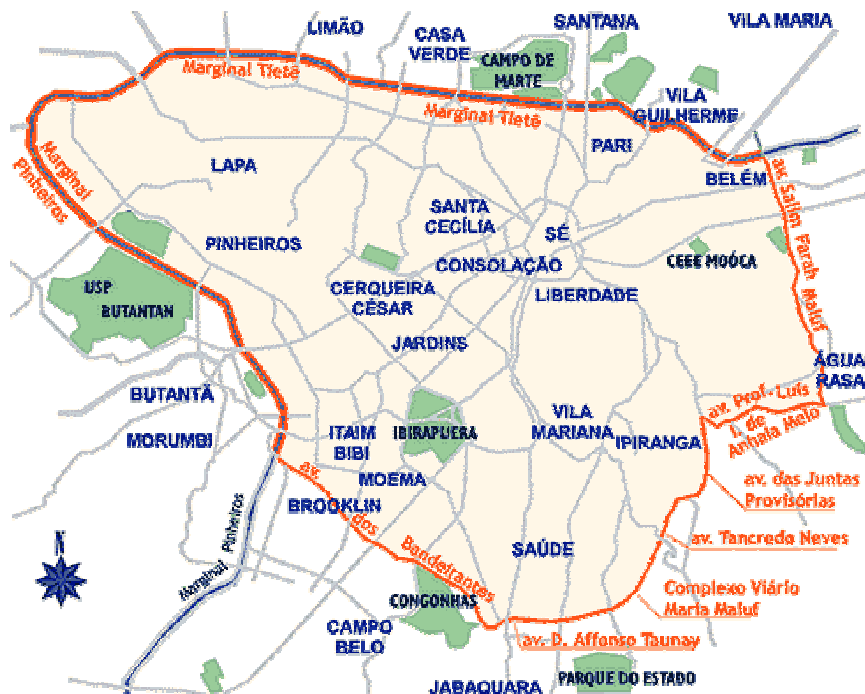 LIMÃO
CASA
VERDE
SANTANA
VILA MARIA
CAMPO DE
MARTE
Marginal Tietê
Marginal Tietê
VILA
GUILHERME
PARI
BELÉM
Marginal
Pinheiros
LAPA
SANTA
CECÍLIA
SÉ
av. Salim Farah Maluf
PINHEIROS
CONSOLAÇÃO
CEEE MOÓCA
USP
BUTANTAN
CERQUEIRA
CÉSAR
LIBERDADE
JARDINS
ÁGUA
RASA
BUTANTÃ
av. Prof. Luís
I. de
Anhaia Melo
MORUMBI
ITAIM
BIBI
IBIRAPUERA
VILA
MARIANA
IPIRANGA
MOEMA
av. das Juntas
Provisórias
BROOKLIN
av. dos Bandeirantes
Marginal Pinheiros
N
SAÚDE
av. Tancredo Neves
Complexo Viário
Maria Maluf
CONGONHAS
CAMPO
BELO
av. D. Affonso Taunay
JABAQUARA
PARQUE DO ESTADO